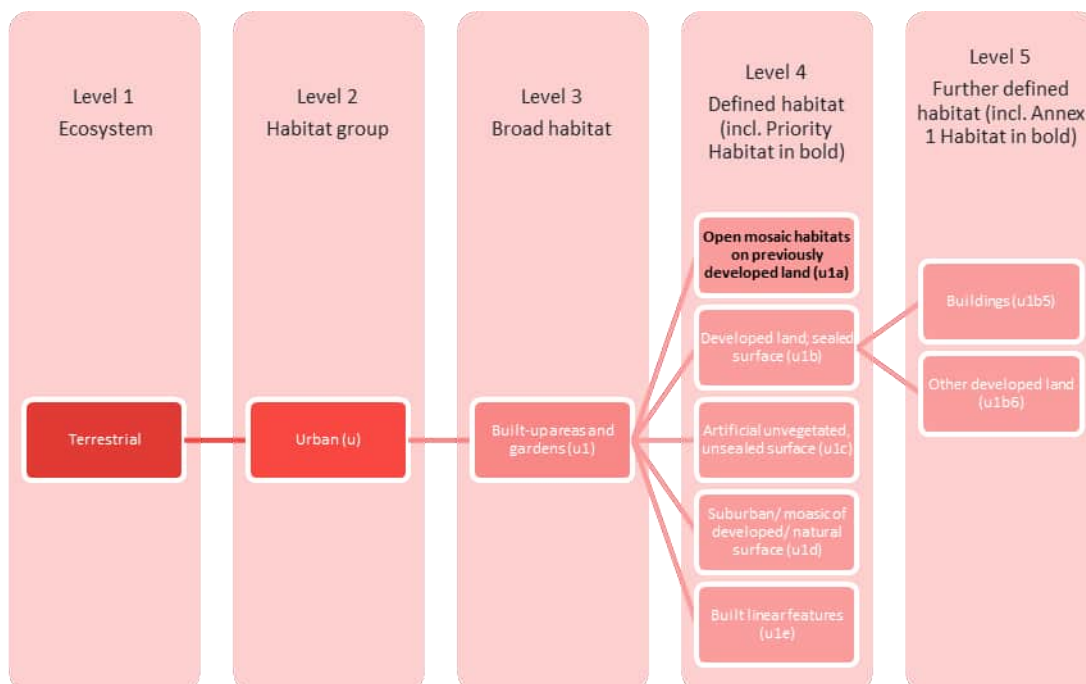 Level 1
Ecosystem
Level 2
Habitat group
Level 3
Broad habitat
Level 4
Defined habitat
(incl. Priority
Habitat in bold)
Level 5
Further defined
habitat (incl. Annex
1 Habitat in bold)
Terrestrial
Urban (u)
Built-up areas and
gardens (u1)
Open mosaic habitats
on previously
developed land (u1a)
Developed land; sealed
surface (u1b)
Artificial unvegetated,
unsealed surface (u1c)
Suburban/ moasic of
developed/ natural
surface (u1d)
Built linear features
(u1e)
Buildings (u1b5)
Other developed land
(u1b6)